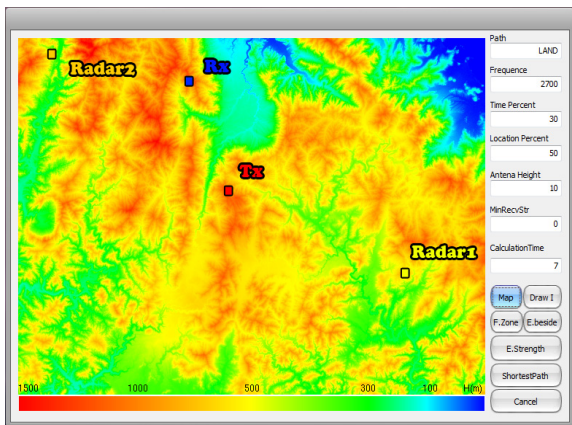 Path
LAND
Radar2
Rx
Frequence
2700
Time Percent
30
Location Percent
50
Tx
Antena Height
10
MinRecvStr
0
Radar1
CalculationTime
7
Map
Draw I
F.Zone
E.beside
E.Strength
ShortestPath
Cancel
1500 1000 500 300 100 H(m)